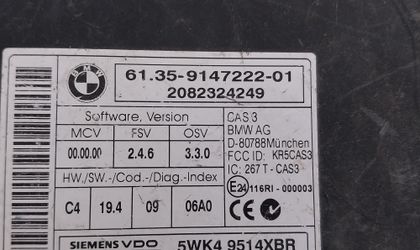 BMW
61.35-9147222-01
2082324249
Software, Version
MCV FSV OSV
00.00.00 2.4.6 3.3.0
HW./SW.-/Cod.-/Diag.-Index
C4 19.4 09 06A0
CAS 3
BMW AG
D-80788München
FCC ID: KR5CAS3
IC: 267 T - CAS3
E24 116RI - 000003
SIEMENS VDO 5WK4 9514XBR